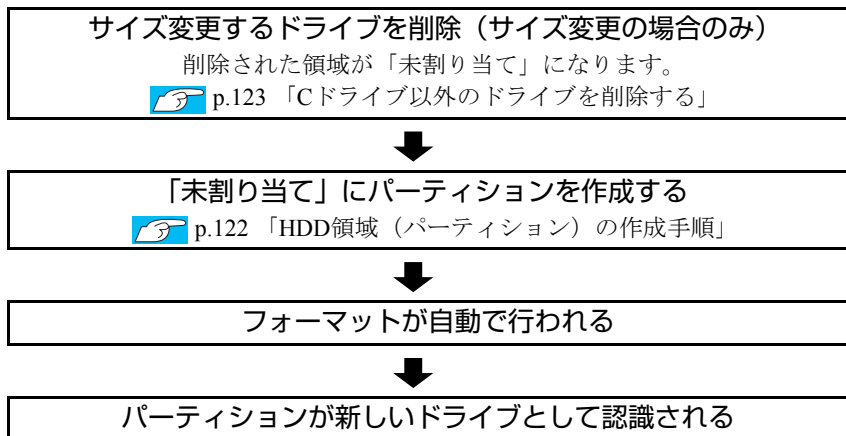 サイズ変更するドライブを削除（サイズ変更の場合のみ）
削除された領域が「未割り当て」になります。
p.123 「Cドライブ以外のドライブを削除する」
「未割り当て」にパーティションを作成する
p.122 「HDD領域（パーティション）の作成手順」
フォーマットが自動で行われる
パーティションが新しいドライブとして認識される